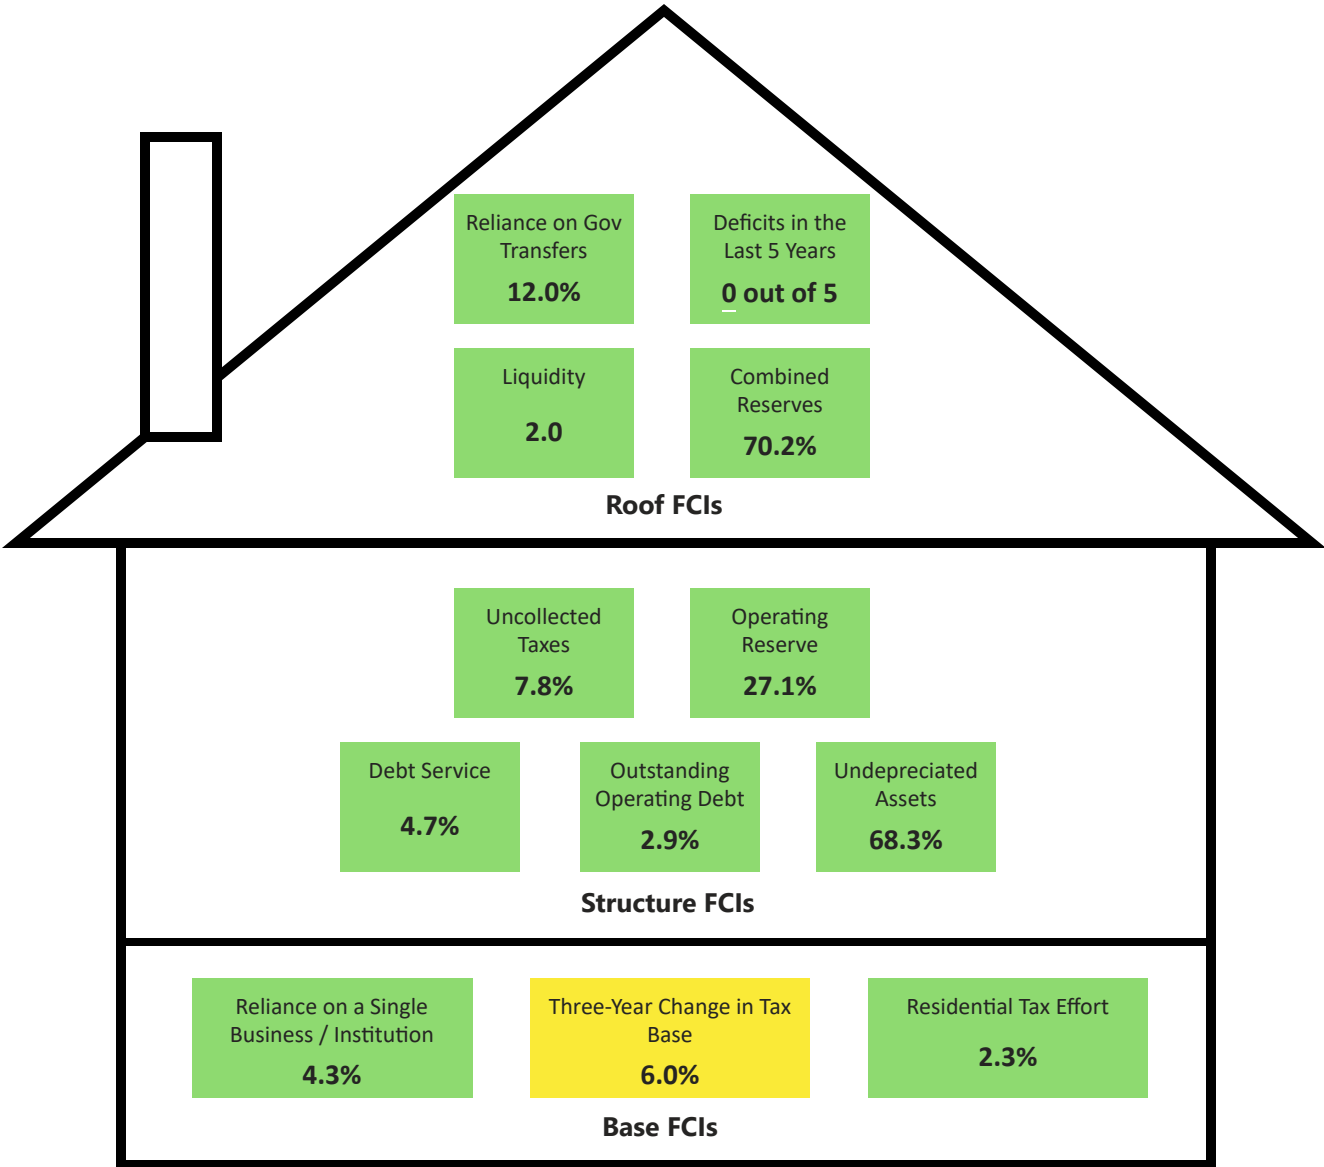 Reliance on Gov
Transfers
12.0%
Deficits in the
Last 5 Years
0 out of 5
Liquidity
2.0
Combined
Reserves
70.2%
Roof FCIs
Uncollected
Taxes
7.8%
Operating
Reserve
27.1%
Debt Service
4.7%
Outstanding
Operating Debt
2.9%
Undepreciated
Assets
68.3%
Structure FCIs
Reliance on a Single
Business / Institution
4.3%
Three-Year Change in Tax
Base
6.0%
Residential Tax Effort
2.3%
Base FCIs